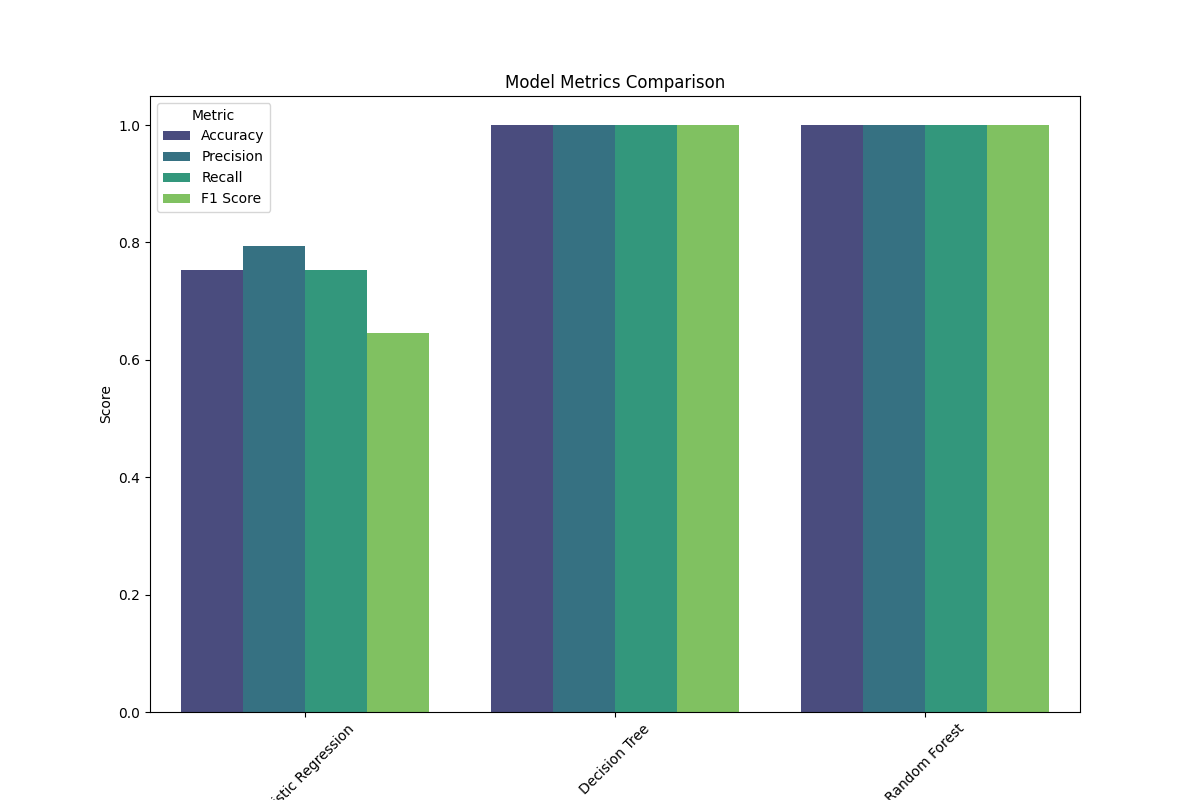 Model Metrics Comparison
Metric
Accuracy
Precision
Recall
F1 Score
1.0
0.8
0.6
0.4
0.2
0.0
Score
Regression
Decision Tree
Random Forest